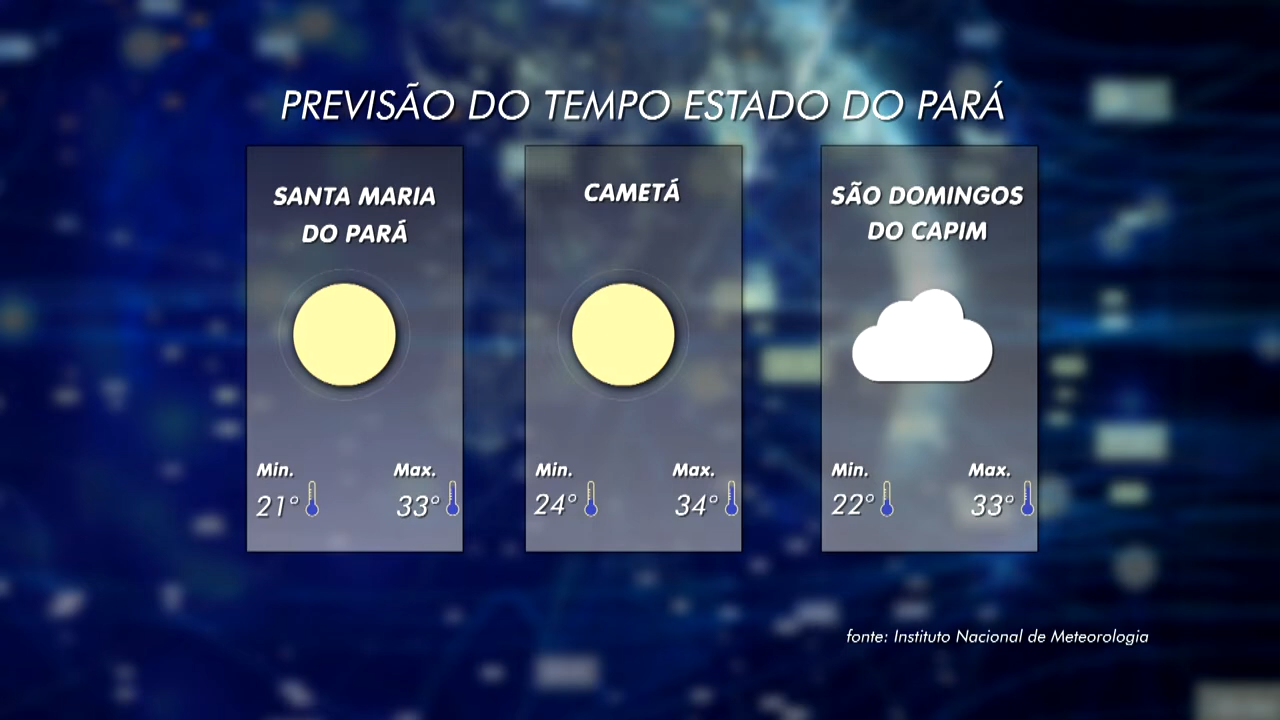 PREVISÃO DO TEMPO ESTADO DO PARÁ
SANTA MARIA
DO PARÁ
Min. Max.
21° 33°
CAMETÁ
Min. Max.
24° 34°
SÃO DOMINGOS
DO CAPIM
Min. Max.
22° 33°
fonte: Instituto Nacional de Meteorologia